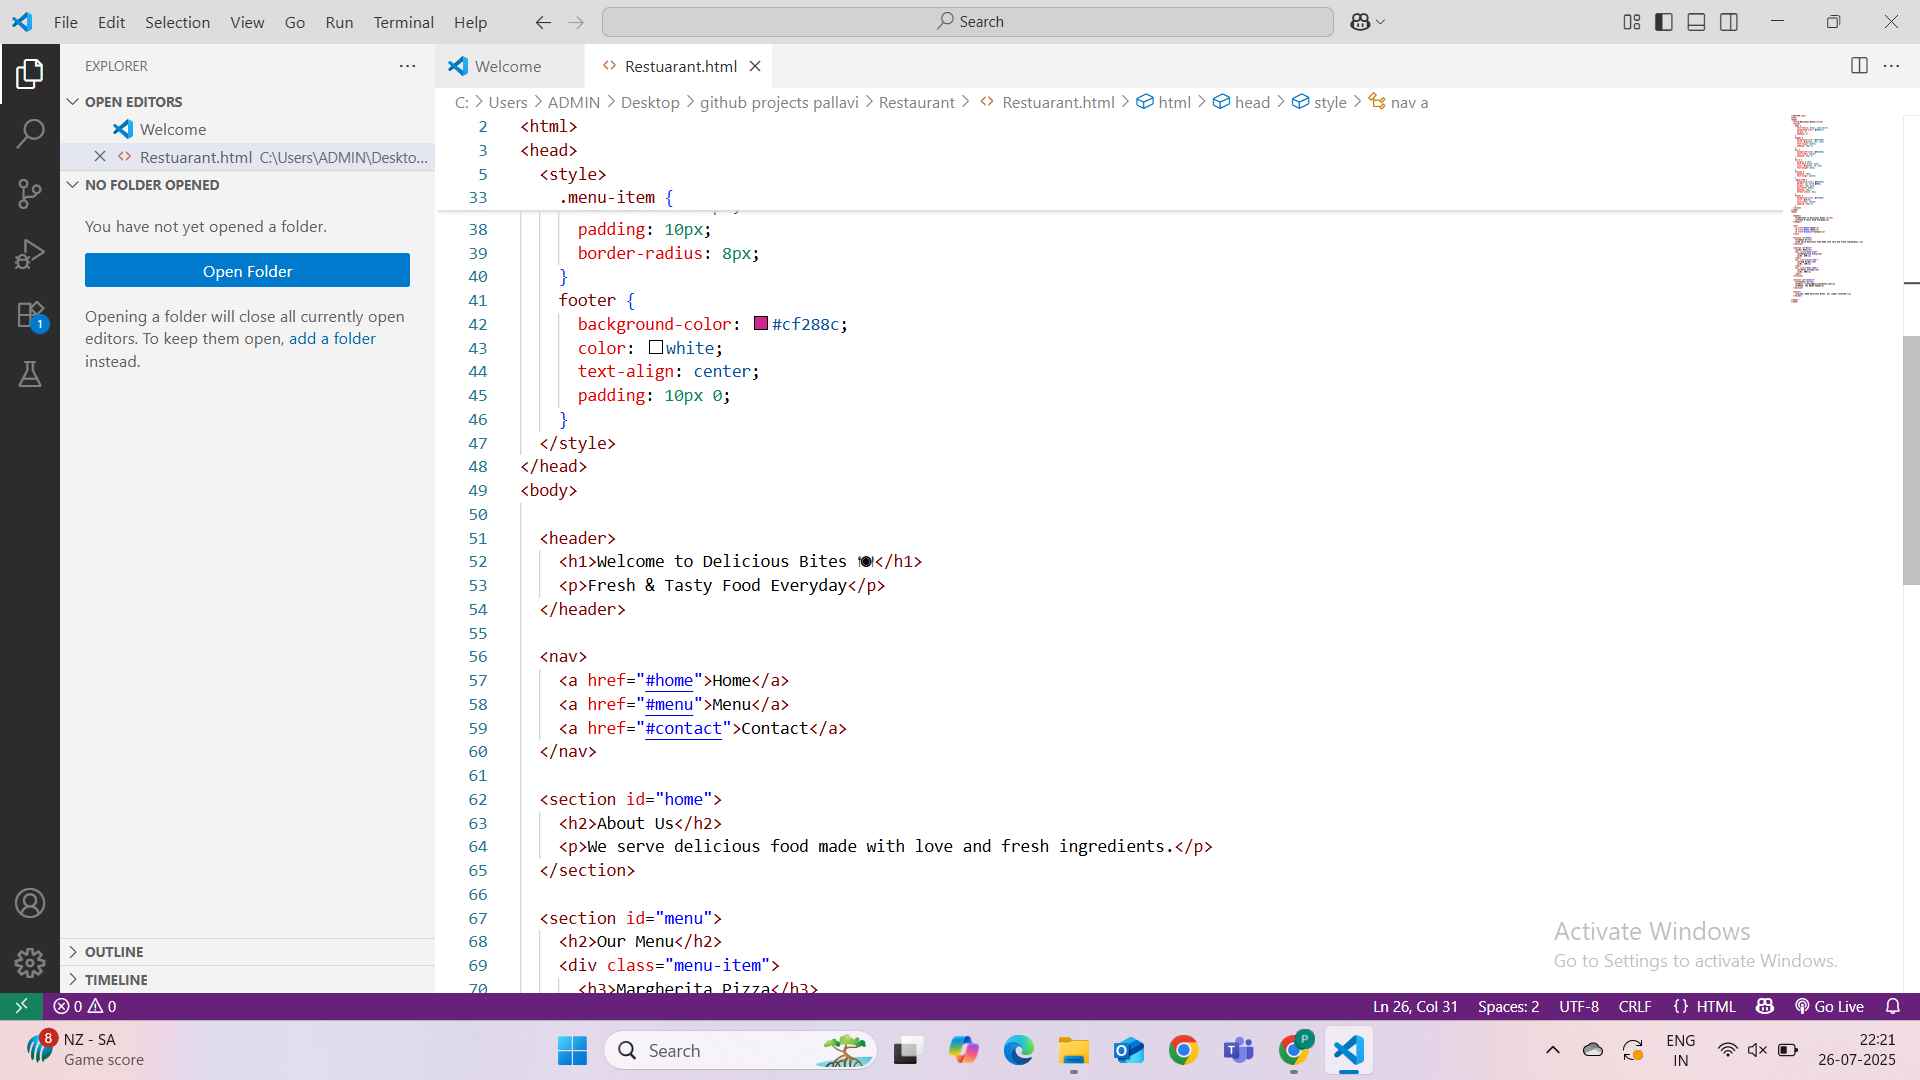 File Edit Selection View Go Run Terminal Help
Search
EXPLORER
Welcome
Restuarant.html
OPEN EDITORS
Welcome
Restuarant.html C:\Users\ADMIN\Deskto...
NO FOLDER OPENED
You have not yet opened a folder.
Open Folder
Opening a folder will close all currently open
editors. To keep them open, add a folder
instead.
OUTLINE
TIMELINE
C: > Users > ADMIN > Desktop > github projects pallavi > Restaurant > Restuarant.html > html > head > style > nav a
2 <html>
3 <head>
5 <style>
33 .menu-item {
38 padding: 10px;
39 border-radius: 8px;
40 }
41 footer {
42 background-color: #cf288c;
43 color: white;
44 text-align: center;
45 padding: 10px 0;
46 }
47 </style>
48 </head>
49 <body>
50
51 <header>
52 <h1>Welcome to Delicious Bites 🍽</h1>
53 <p>Fresh & Tasty Food Everyday</p>
54 </header>
55
56 <nav>
57 <a href="#home">Home</a>
58 <a href="#menu">Menu</a>
59 <a href="#contact">Contact</a>
60 </nav>
61
62 <section id="home">
63 <h2>About Us</h2>
64 <p>We serve delicious food made with love and fresh ingredients.</p>
65 </section>
66
67 <section id="menu">
68 <h2>Our Menu</h2>
69 <div class="menu-item">
70 <h3>Margherita Pizza</h3>
Activate Windows
Go to Settings to activate Windows.
0 0
Ln 26, Col 31 Spaces: 2 UTF-8 CRLF {} HTML Go Live
1
8
NZ - SA
Game score
Search
P
ENG
IN
22:21
26-07-2025